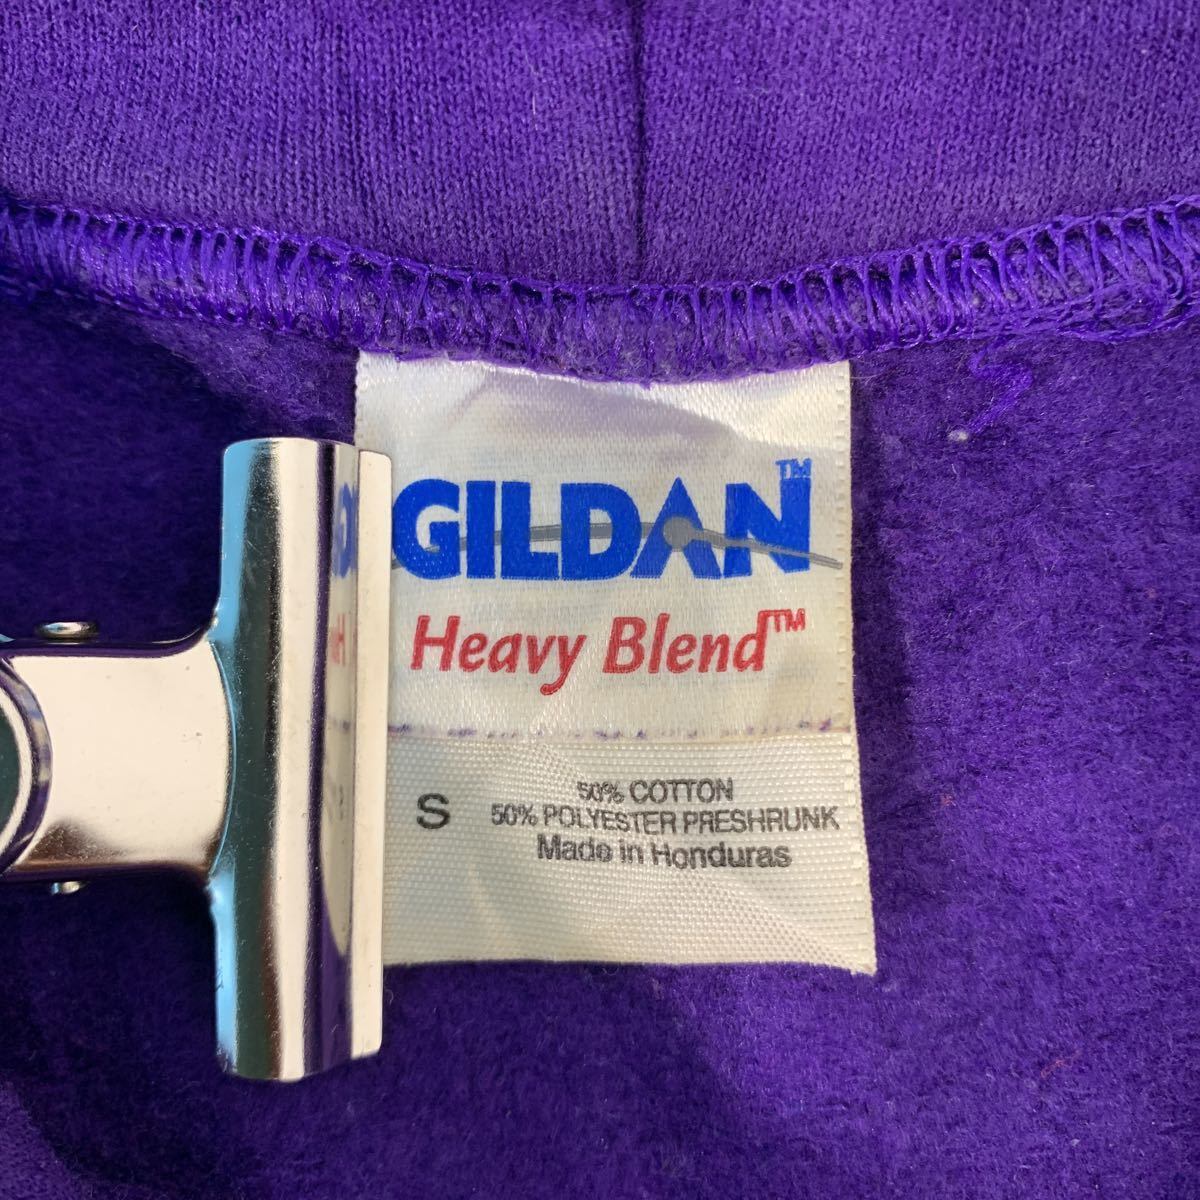 GILDAN™
Heavy Blend™
S
50% COTTON
50% POLYESTER PRESHRUNK
Made in Honduras